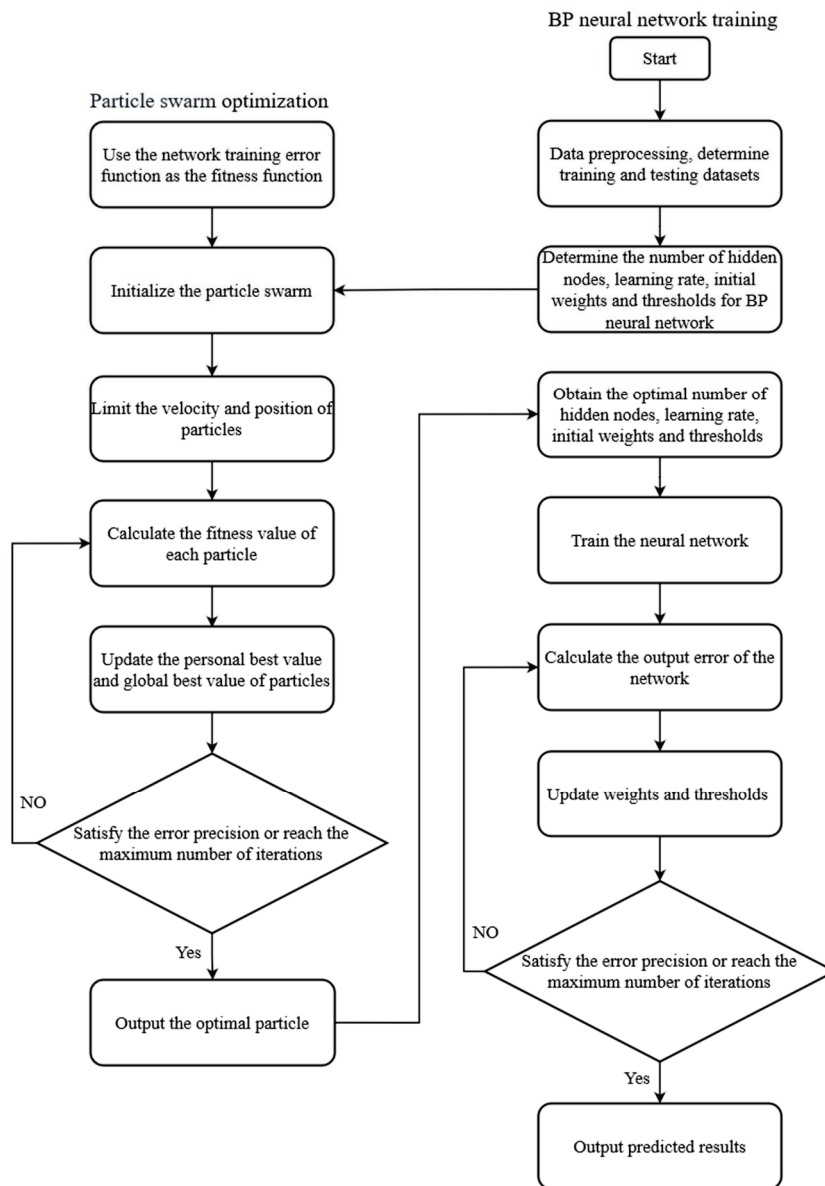 BP neural network training
Start
Particle swarm optimization
Use the network training error
function as the fitness function
Data preprocessing, determine
training and testing datasets
Initialize the particle swarm
Determine the number of hidden
nodes, learning rate, initial
weights and thresholds for BP
neural network
Limit the velocity and position of
particles
Obtain the optimal number of
hidden nodes, learning rate,
initial weights and thresholds
Calculate the fitness value of
each particle
Train the neural network
Update the personal best value
and global best value of particles
Calculate the output error of the
network
NO
Satisfy the error precision or reach the
maximum number of iterations
Update weights and thresholds
Yes
Output the optimal particle
NO
Satisfy the error precision or reach the
maximum number of iterations
Yes
Output predicted results